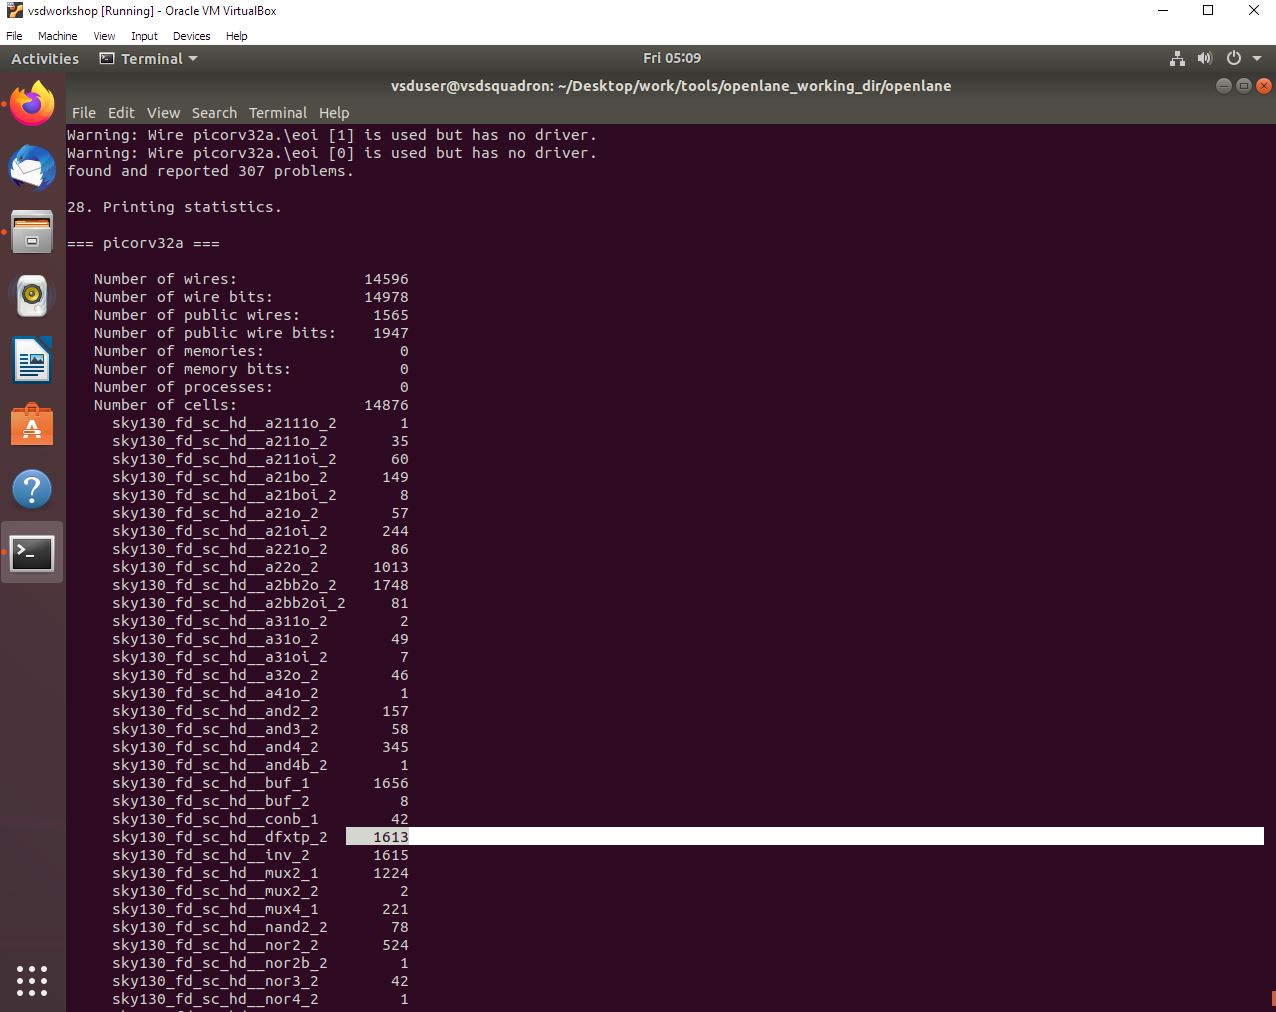 vsdworkshop [Running] - Oracle VM VirtualBox
File Machine View Input Devices Help
Activities Terminal Fri 05:09
vsduser@vsdsquadron: ~/Desktop/work/tools/openlane_working_dir/openlane
File Edit View Search Terminal Help
Warning: Wire picorv32a.\eoi [1] is used but has no driver.
Warning: Wire picorv32a.\eoi [0] is used but has no driver.
found and reported 307 problems.
28. Printing statistics.
=== picorv32a ===
Number of wires: 14596
Number of wire bits: 14978
Number of public wires: 1565
Number of public wire bits: 1947
Number of memories: 0
Number of memory bits: 0
Number of processes: 0
Number of cells: 14876
sky130_fd_sc_hd__a2111o_2 1
sky130_fd_sc_hd__a211o_2 35
sky130_fd_sc_hd__a211oi_2 60
sky130_fd_sc_hd__a21bo_2 149
sky130_fd_sc_hd__a21boi_2 8
sky130_fd_sc_hd__a21o_2 57
sky130_fd_sc_hd__a21oi_2 244
sky130_fd_sc_hd__a221o_2 86
sky130_fd_sc_hd__a22o_2 1013
sky130_fd_sc_hd__a2bb2o_2 1748
sky130_fd_sc_hd__a2bb2oi_2 81
sky130_fd_sc_hd__a311o_2 2
sky130_fd_sc_hd__a31o_2 49
sky130_fd_sc_hd__a31oi_2 7
sky130_fd_sc_hd__a32o_2 46
sky130_fd_sc_hd__a41o_2 1
sky130_fd_sc_hd__and2_2 157
sky130_fd_sc_hd__and3_2 58
sky130_fd_sc_hd__and4_2 345
sky130_fd_sc_hd__and4b_2 1
sky130_fd_sc_hd__buf_1 1656
sky130_fd_sc_hd__buf_2 8
sky130_fd_sc_hd__conb_1 42
sky130_fd_sc_hd__dfxtp_2 1613
sky130_fd_sc_hd__inv_2 1615
sky130_fd_sc_hd__mux2_1 1224
sky130_fd_sc_hd__mux2_2 2
sky130_fd_sc_hd__mux4_1 221
sky130_fd_sc_hd__nand2_2 78
sky130_fd_sc_hd__nor2_2 524
sky130_fd_sc_hd__nor2b_2 1
sky130_fd_sc_hd__nor3_2 42
sky130_fd_sc_hd__nor4_2 1